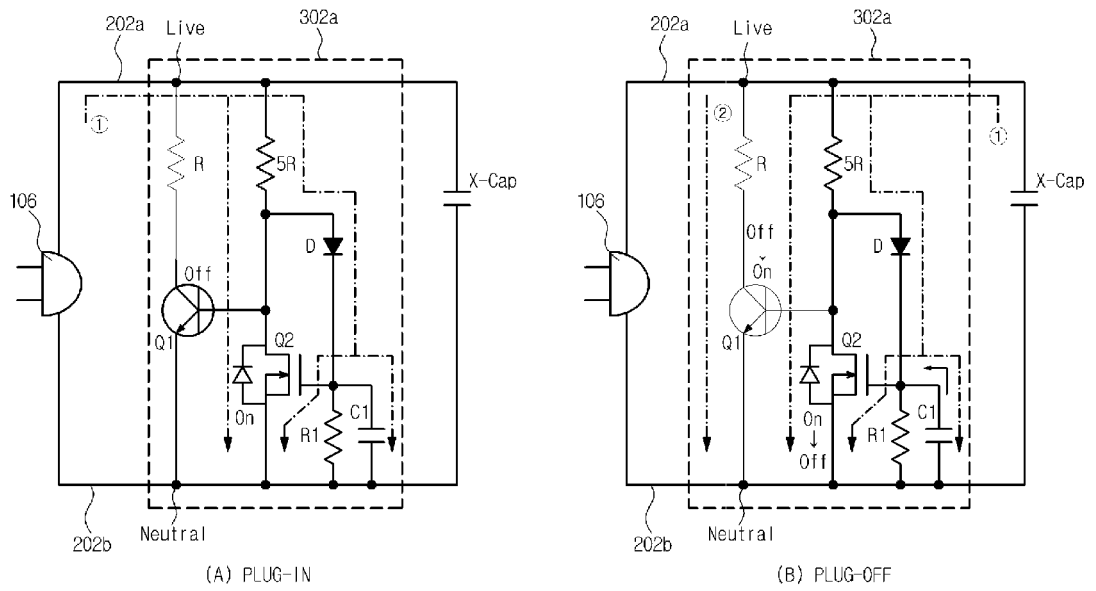 202a
Live
302a
202a
Live
302a
①
R
5R
X-Cap
②
R
5R
①
X-Cap
106
D
Off
Q1
Q2
On
R1
C1
106
Off
On
D
Q1
Q2
On
Off
R1
C1
202b
Neutral
202b
Neutral
(A) PLUG-IN
(B) PLUG-OFF